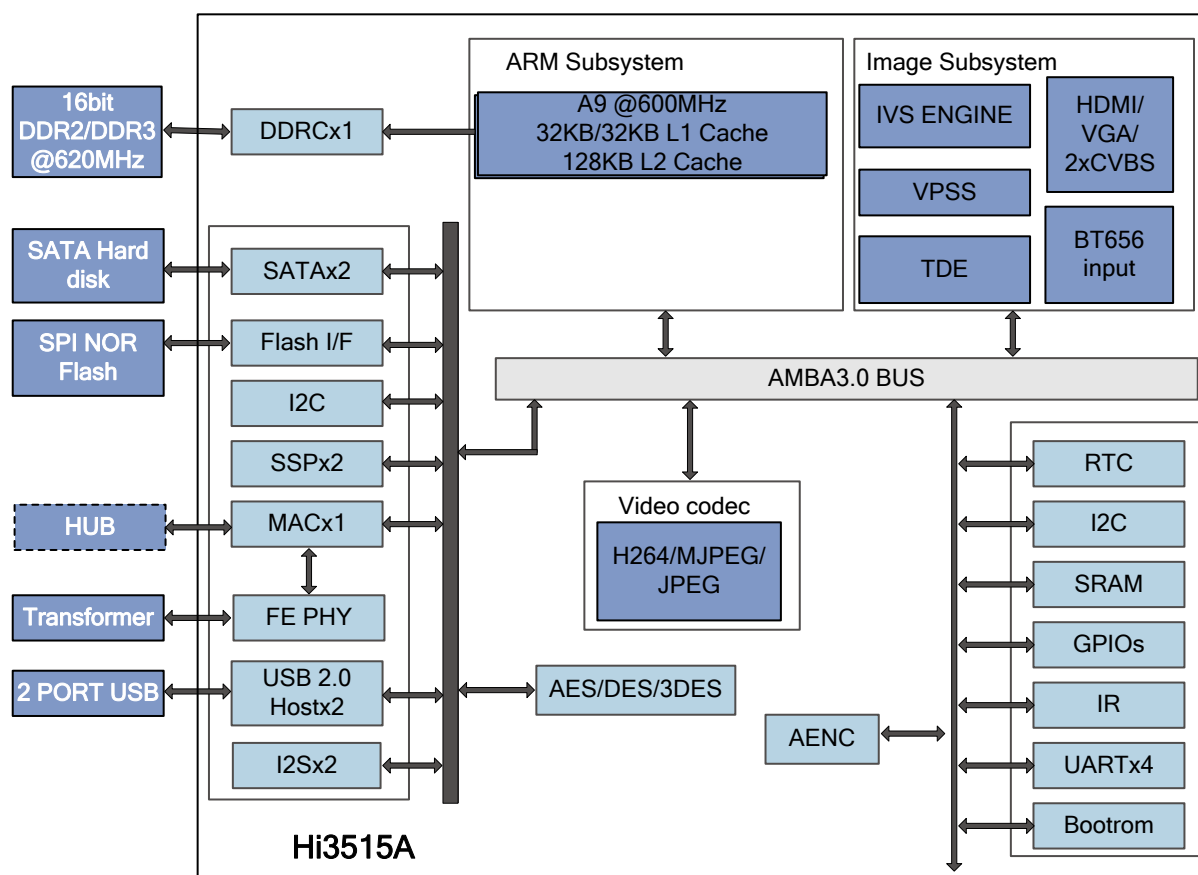 16bit
DDR2/DDR3
@620MHz
DDRCx1
ARM Subsystem
A9 @600MHz
32KB/32KB L1 Cache
128KB L2 Cache
Image Subsystem
IVS ENGINE
VPSS
TDE
HDMI/
VGA/
2xCVBS
BT656
input
SATA Hard
disk
SATAx2
SPI NOR
Flash
Flash I/F
I2C
SSPx2
HUB
MACx1
Transformer
FE PHY
2 PORT USB
USB 2.0
Hostx2
I2Sx2
AMBA3.0 BUS
Video codec
H264/MJPEG/
JPEG
AES/DES/3DES
AENC
RTC
I2C
SRAM
GPIOs
IR
UARTx4
Bootrom
Hi3515A